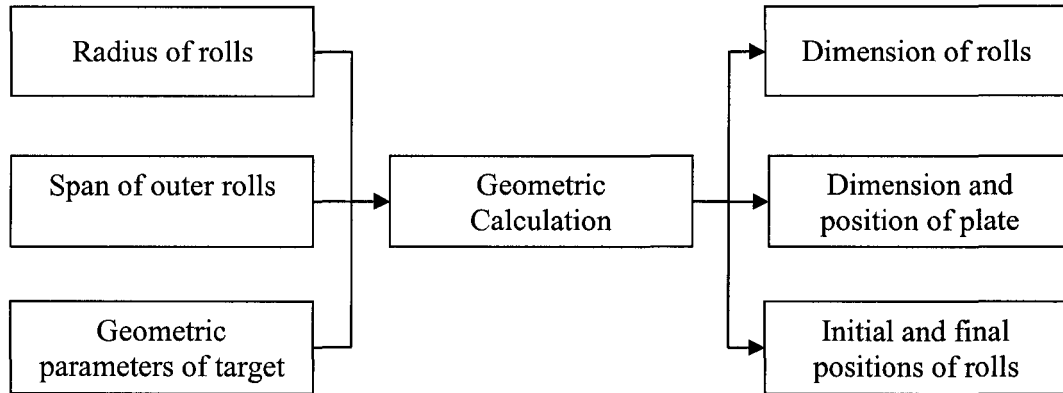 Radius of rolls
Span of outer rolls
Geometric
parameters of target
Geometric
Calculation
Dimension of rolls
Dimension and
position of plate
Initial and final
positions of rolls